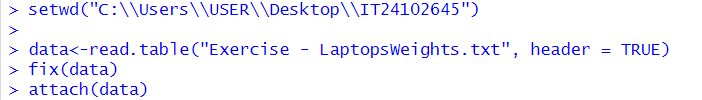 > setwd("C:\\Users\\USER\\Desktop\\IT24102645")
>
> data<-read.table("Exercise - LaptopsWeights.txt", header = TRUE)
> fix(data)
> attach(data)